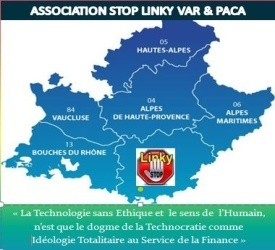 ASSOCIATION STOP LINKY VAR & PACA
05
HAUTES-ALPES
84
VAUCLUSE
04
ALPES
DE HAUTE-PROVENCE
06
ALPES
MARITIMES
13
BOUCHES DU RHÔNE
Linky
STOP
« La Technologie sans Ethique et le sens de l'Humain,
n'est que le dogme de la Technocratie comme
Idéologie Totalitaire au Service de la Finance »